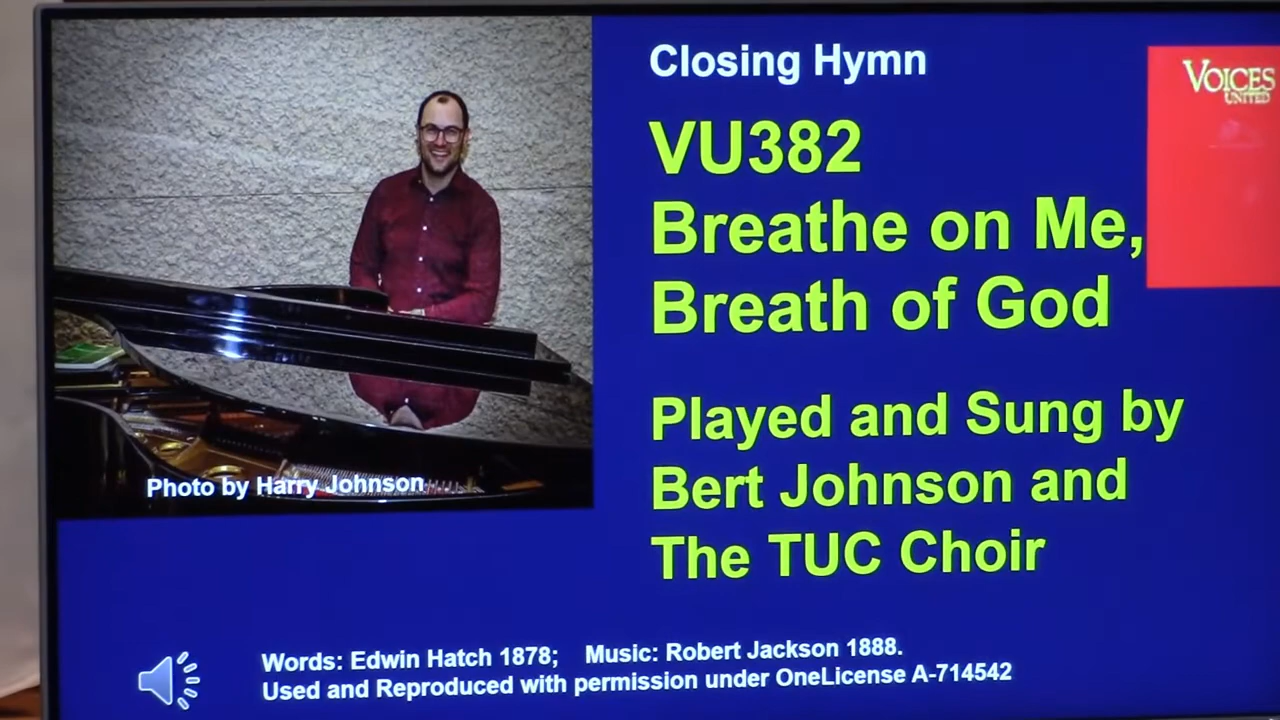 Closing Hymn
VOICES
UNITED
VU382
Breathe on Me,
Breath of God
Played and Sung by
Bert Johnson and
The TUC Choir
Photo by Harry Johnson
Words: Edwin Hatch 1878; Music: Robert Jackson 1888.
Used and Reproduced with permission under OneLicense A-714542